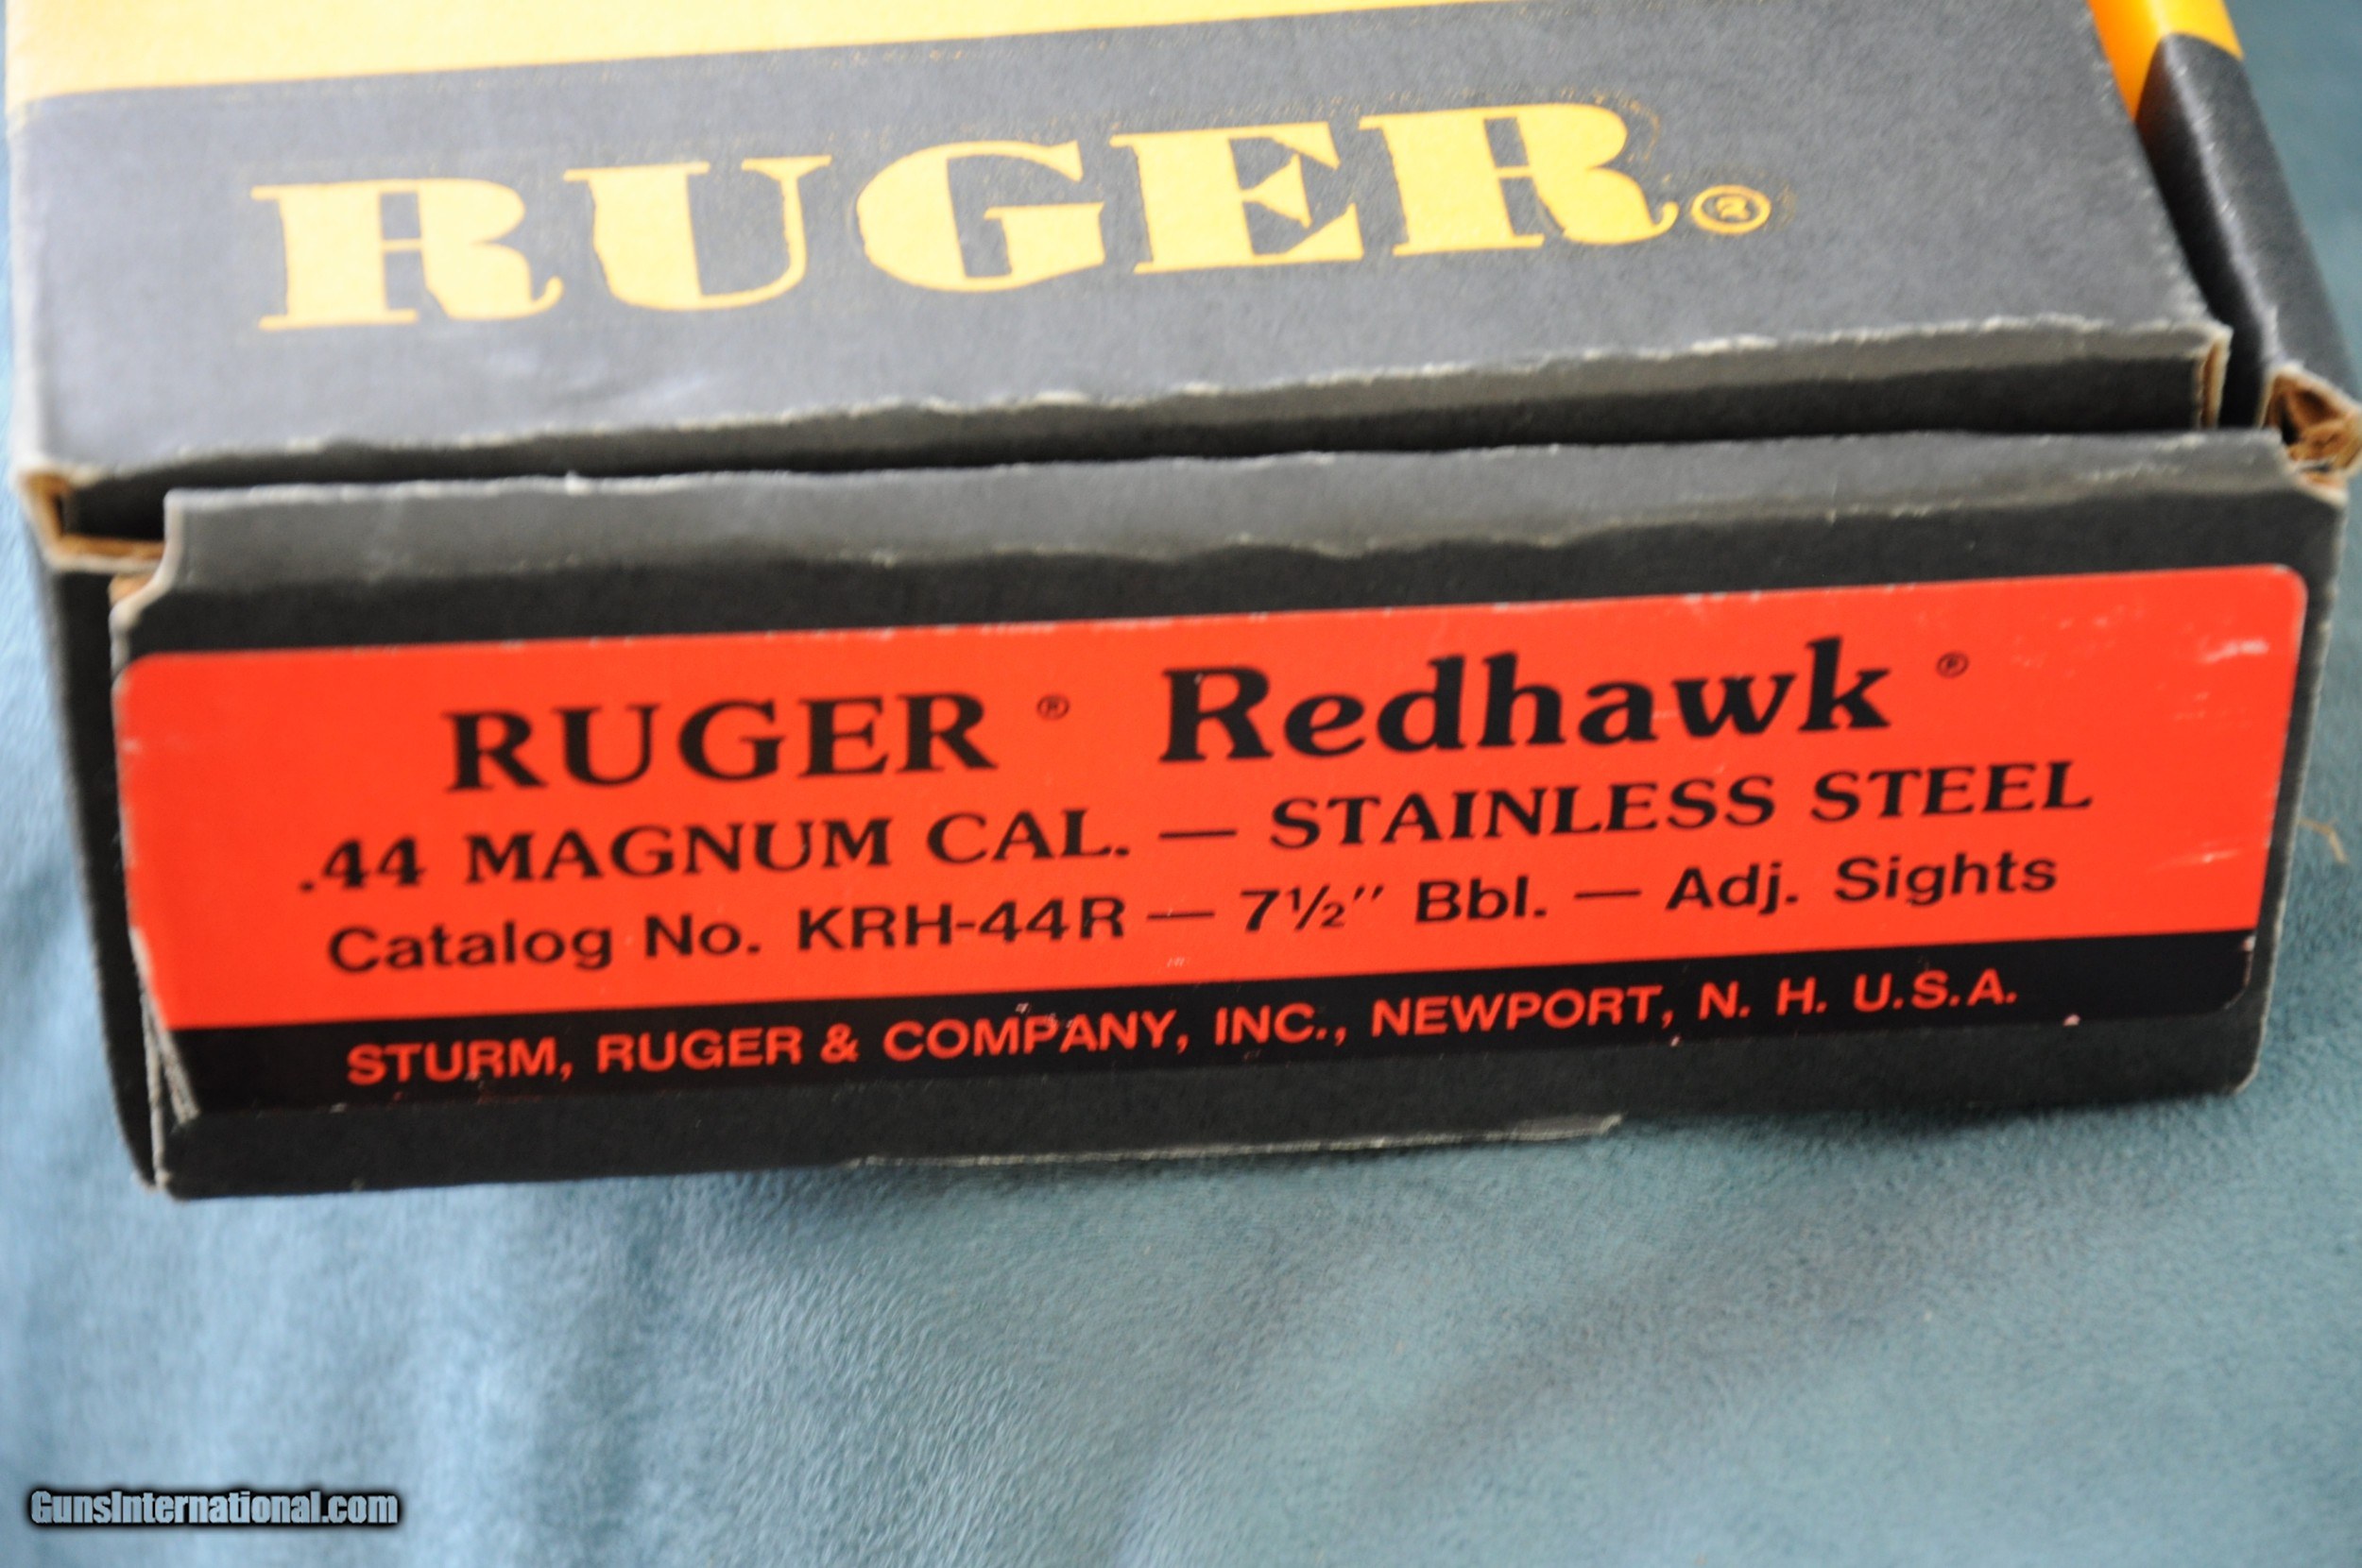 RUGER®
RUGER® Redhawk®
.44 MAGNUM CAL. — STAINLESS STEEL
Catalog No. KRH-44R — 7½″ Bbl. — Adj. Sights
STURM, RUGER & COMPANY, INC., NEWPORT, N. H. U.S.A.
GunsInternational.com